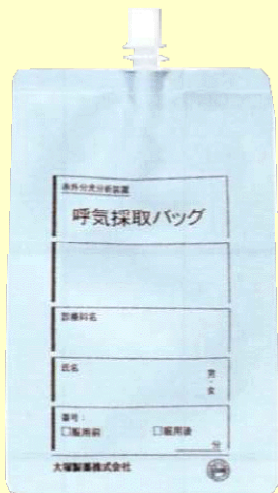 赤外分光分析装置
呼気採取バッグ
診療科名
氏名
男・女
番号：
□服用前 □服用後
分
大塚製薬株式会社